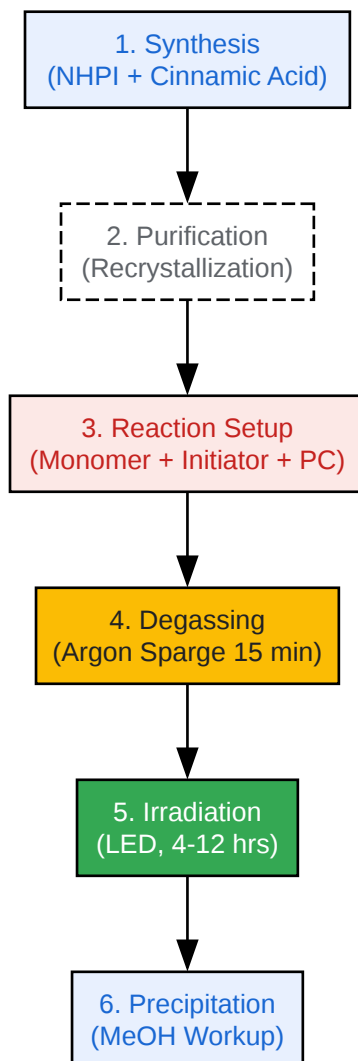 1. Synthesis
(NHPI + Cinnamic Acid)
2. Purification
(Recrystallization)
3. Reaction Setup
(Monomer + Initiator + PC)
4. Degassing
(Argon Sparge 15 min)
5. Irradiation
(LED, 4-12 hrs)
6. Precipitation
(MeOH Workup)